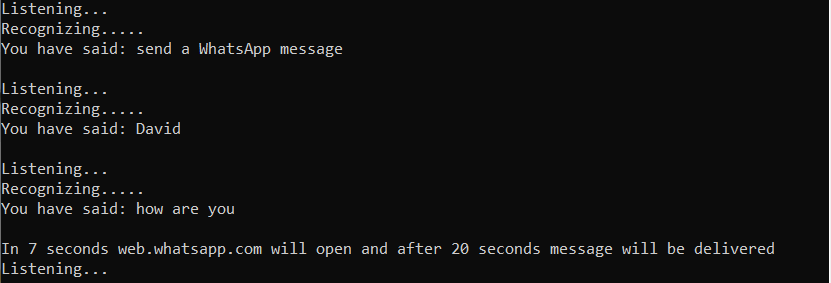 Listening...
Recognizing.....
You have said: send a WhatsApp message
Listening...
Recognizing.....
You have said: David
Listening...
Recognizing.....
You have said: how are you
In 7 seconds web.whatsapp.com will open and after 20 seconds message will be delivered
Listening...